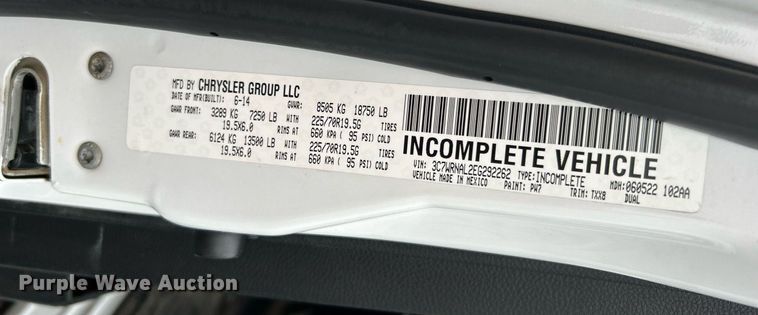 MFD BY CHRYSLER GROUP LLC
DATE OF MFR(BUILT): 6-14 GVWR: 8505 KG 18750 LB
GAWR FRONT: 3289 KG 7250 LB WITH 225/70R19.5G TIRES
19.5X6.0 RIMS AT 660 KPA ( 95 PSI) COLD
GAWR REAR: 6124 KG 13500 LB WITH 225/70R19.5G TIRES
19.5X6.0 RIMS AT 660 KPA ( 95 PSI) COLD
INCOMPLETE VEHICLE
VIN: 3C7WRNAL2EG292262 TYPE: INCOMPLETE MDH: 060522 102AA
VEHICLE MADE IN MEXICO PAINT: PW7 TRIM: TXX8 DUAL
Purple Wave Auction